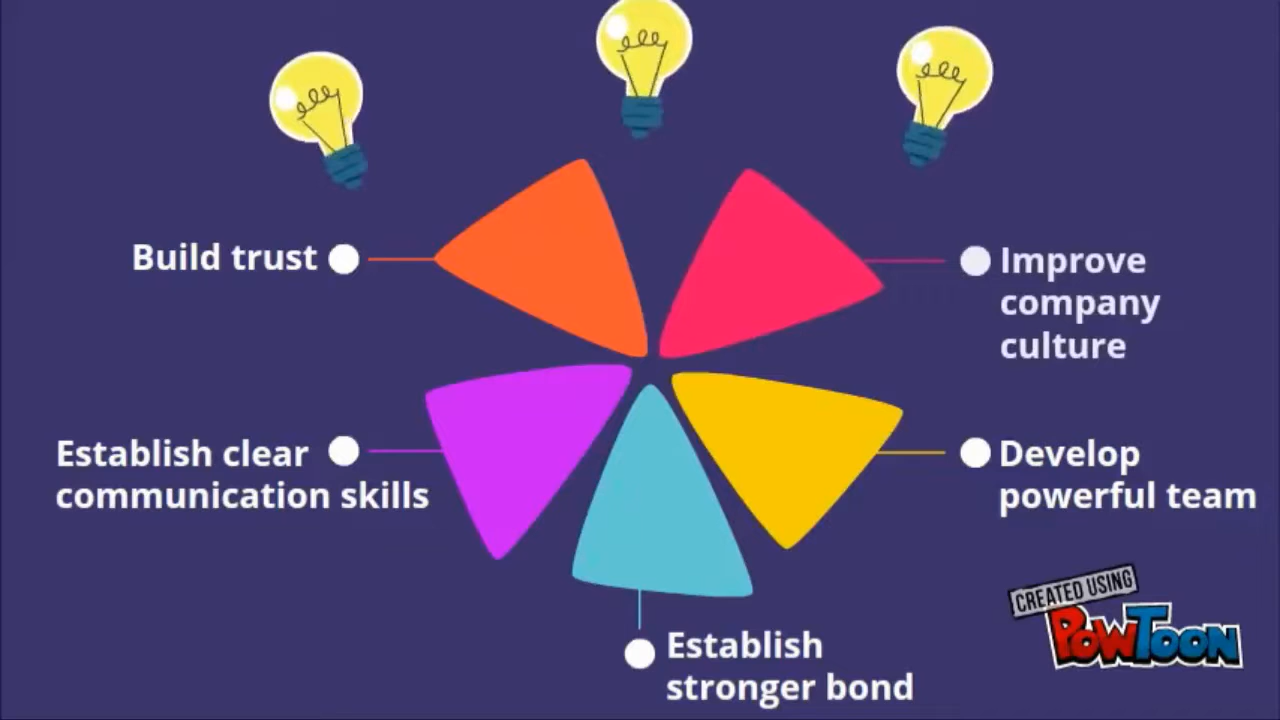 Build trust
Improve
company
culture
Establish clear
communication skills
Develop
powerful team
Establish
stronger bond
CREATED USING
POWTOON